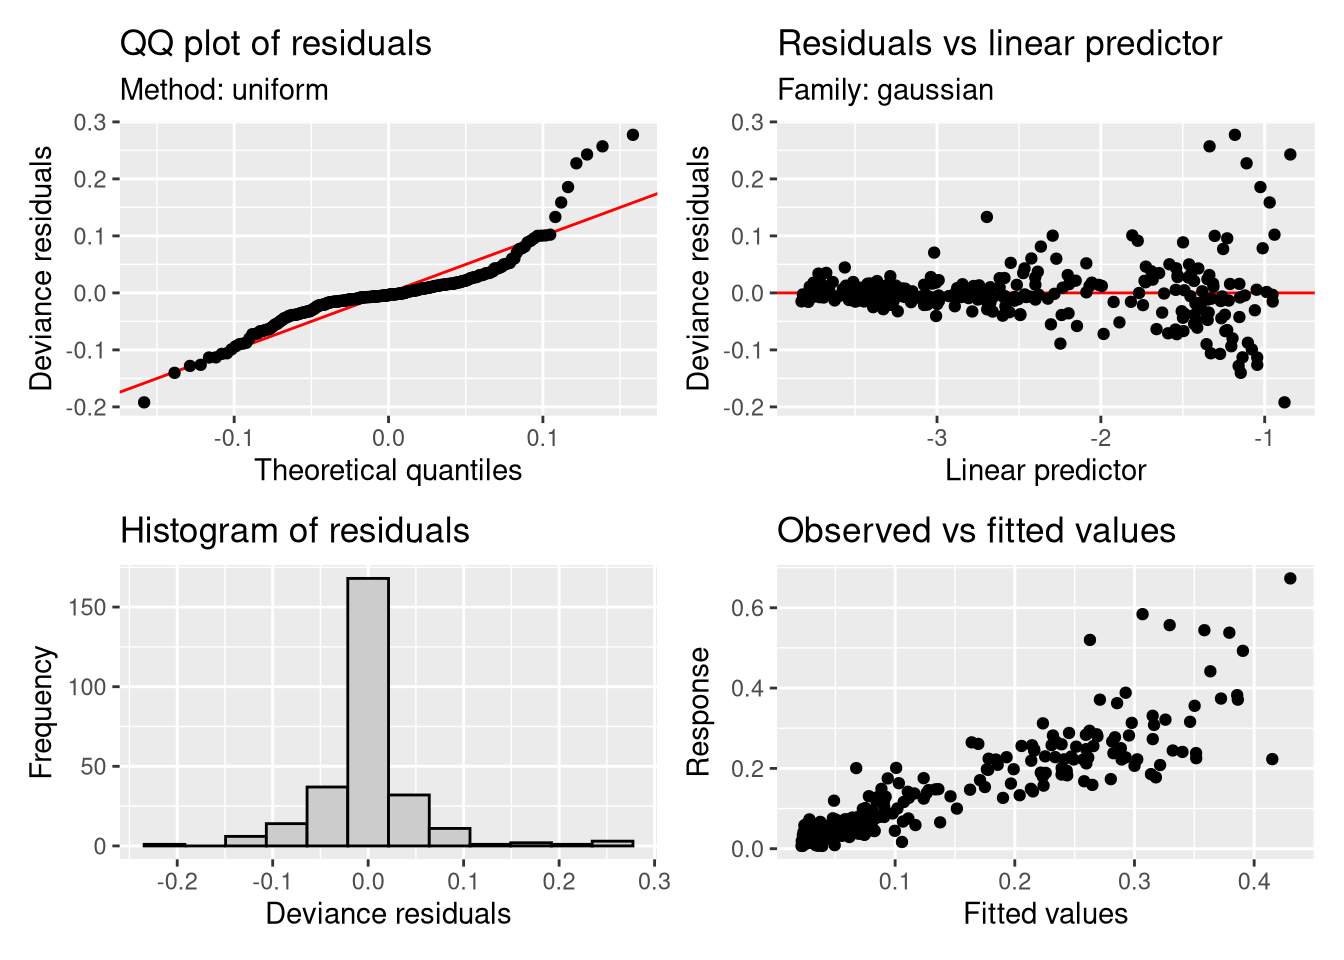 QQ plot of residuals
Method: uniform
0.3
0.2
0.1
0.0
-0.1
-0.2
Deviance residuals
-0.1
0.0
0.1
Theoretical quantiles
Residuals vs linear predictor
Family: gaussian
0.3
0.2
0.1
0.0
-0.1
-0.2
Deviance residuals
-3
-2
-1
Linear predictor
Histogram of residuals
150
100
50
0
Frequency
-0.2
-0.1
0.0
0.1
0.2
0.3
Deviance residuals
Observed vs fitted values
0.6
0.4
0.2
0.0
Response
0.1
0.2
0.3
0.4
Fitted values